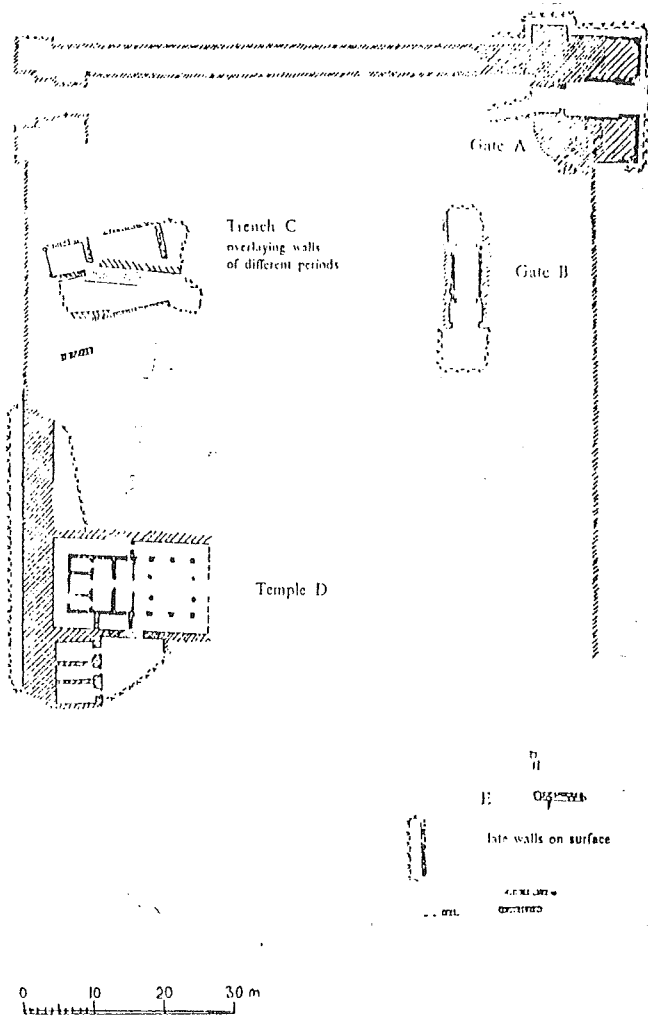 Gate A
Trench C
overlaying walls
of different periods
Gate B
Temple D
E
late walls on surface
0 10 20 30 m